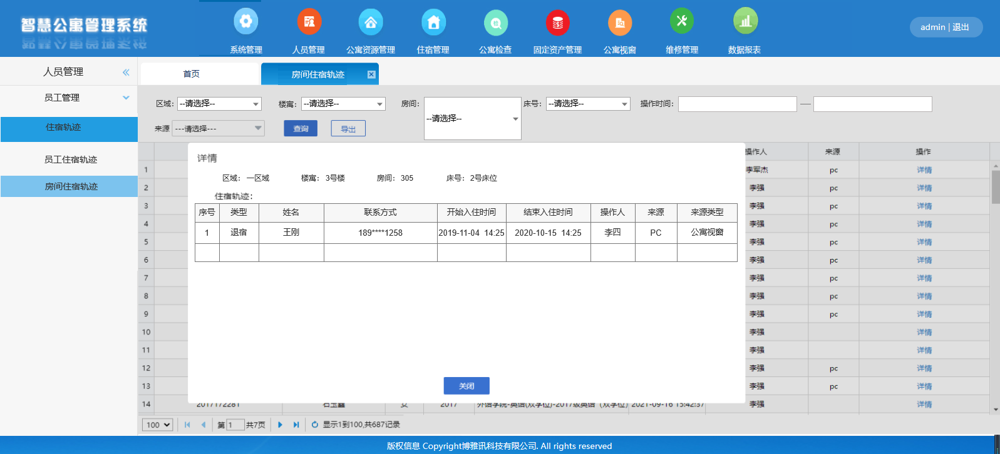 智慧公寓管理系统
系统管理 人员管理 公寓资源管理 住宿管理 公寓检查 固定资产管理 公寓视窗 维修管理 数据报表
admin | 退出
人员管理
员工管理
住宿轨迹
员工住宿轨迹
房间住宿轨迹
首页 房间住宿轨迹
区域: --请选择-- 楼寓: --请选择-- 房间: --请选择-- 床号: --请选择-- 操作时间: —
来源 ---请选择--- 查询 导出
操作人 来源 操作
1 李军杰 pc 详情
2 李强 pc 详情
3 李强 pc 详情
4 李强 pc 详情
5 李强 pc 详情
6 李强 pc 详情
7 李强 pc 详情
8 李强 pc 详情
9 李强 pc 详情
10 李强 详情
11 李强 详情
12 李强 pc 详情
13 李强 pc 详情
14 2017172281 石玉鑫 女 2017 外语学院-英语(双学位)-2017级英语（双学位） 2021-09-16 15:42:37 李强 详情
详情
区域: 一区域 楼寓: 3号楼 房间: 305 床号: 2号床位
住宿轨迹:
序号 类型 姓名 联系方式 开始入住时间 结束入住时间 操作人 来源 来源类型
1 退宿 王刚 189****1258 2019-11-04 14:25 2020-10-15 14:25 李四 PC 公寓视窗
关闭
100 第 1 共7页 显示1到100,共687记录
版权信息 Copyright博雅讯科技有限公司. All rights reserved